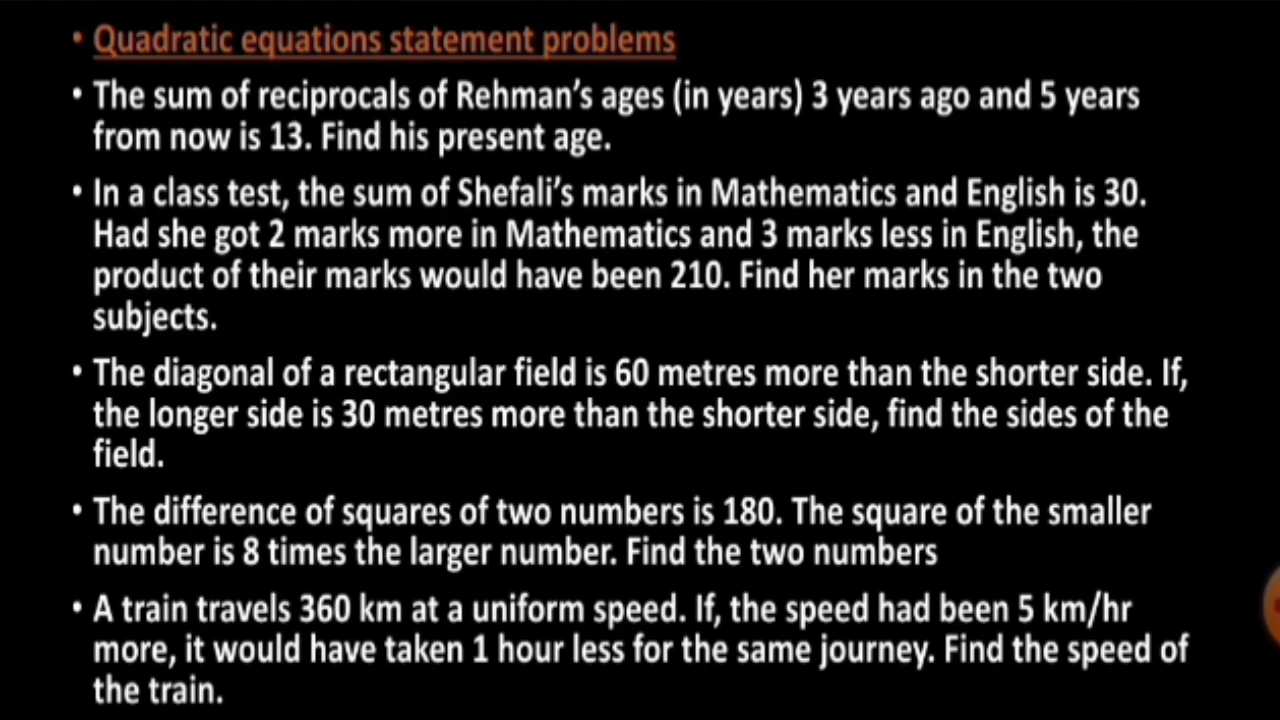 • Quadratic equations statement problems
• The sum of reciprocals of Rehman's ages (in years) 3 years ago and 5 years
from now is 13. Find his present age.
• In a class test, the sum of Shefali's marks in Mathematics and English is 30.
Had she got 2 marks more in Mathematics and 3 marks less in English, the
product of their marks would have been 210. Find her marks in the two
subjects.
• The diagonal of a rectangular field is 60 metres more than the shorter side. If,
the longer side is 30 metres more than the shorter side, find the sides of the
field.
• The difference of squares of two numbers is 180. The square of the smaller
number is 8 times the larger number. Find the two numbers
• A train travels 360 km at a uniform speed. If, the speed had been 5 km/hr
more, it would have taken 1 hour less for the same journey. Find the speed of
the train.